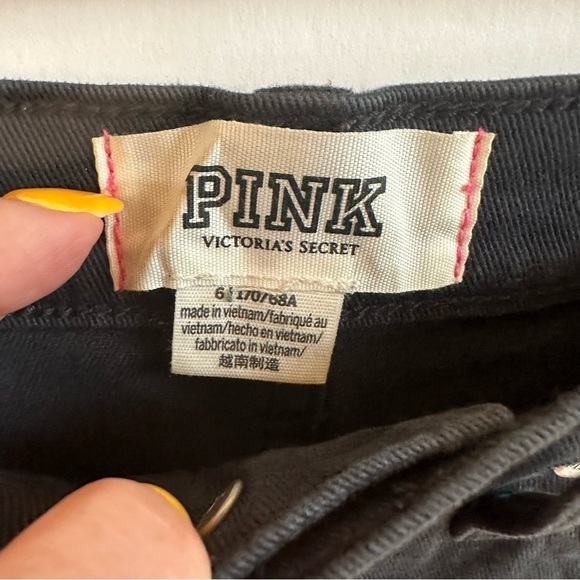 PINK
VICTORIA'S SECRET
6 170/68A
made in vietnam/fabriqué au
vietnam/hecho en vietnam/
fabbricato in vietnam/
越南制造